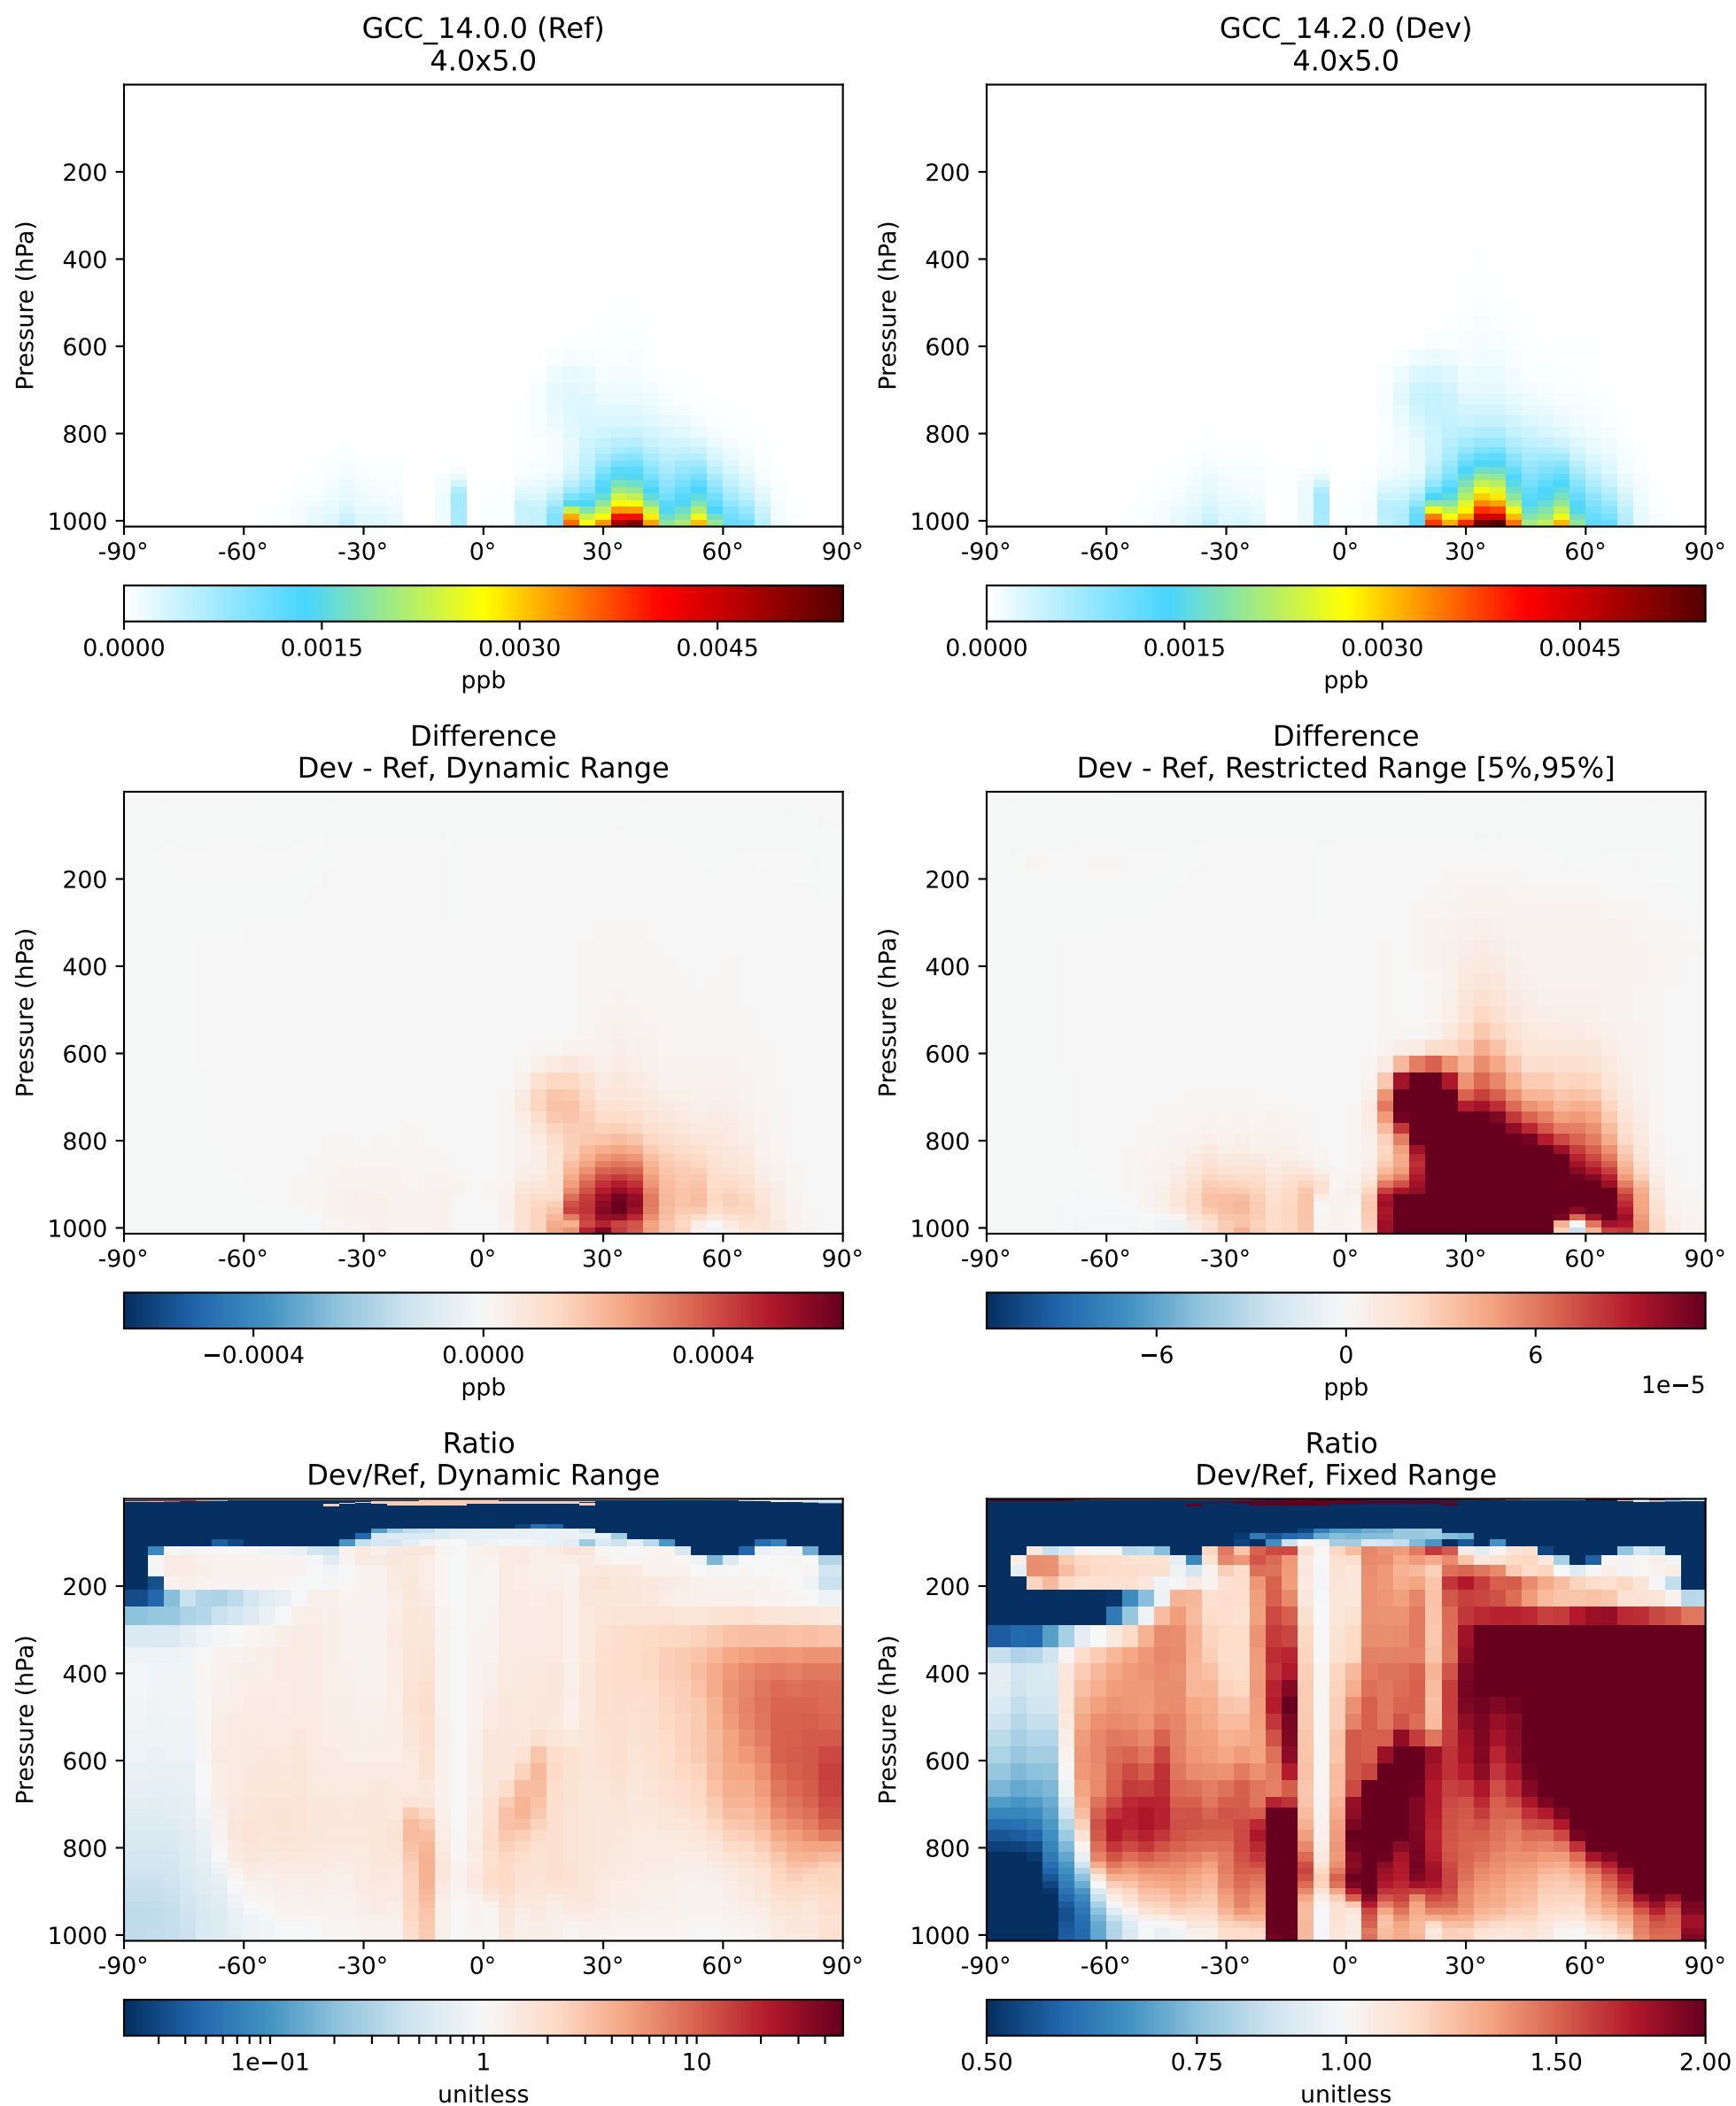 GCC_14.0.0 (Ref)
4.0x5.0
GCC_14.2.0 (Dev)
4.0x5.0
Pressure (hPa)
200
400
600
800
1000
-90° -60° -30° 0° 30° 60° 90°
0.0000 0.0015 0.0030 0.0045
ppb
Pressure (hPa)
200
400
600
800
1000
-90° -60° -30° 0° 30° 60° 90°
0.0000 0.0015 0.0030 0.0045
ppb
Difference
Dev - Ref, Dynamic Range
Difference
Dev - Ref, Restricted Range [5%,95%]
Pressure (hPa)
200
400
600
800
1000
-90° -60° -30° 0° 30° 60° 90°
−0.0004 0.0000 0.0004
ppb
Pressure (hPa)
200
400
600
800
1000
-90° -60° -30° 0° 30° 60° 90°
−6 0 6
ppb
1e−5
Ratio
Dev/Ref, Dynamic Range
Ratio
Dev/Ref, Fixed Range
Pressure (hPa)
200
400
600
800
1000
-90° -60° -30° 0° 30° 60° 90°
1e−01 1 10
unitless
Pressure (hPa)
200
400
600
800
1000
-90° -60° -30° 0° 30° 60° 90°
0.50 0.75 1.00 1.50 2.00
unitless